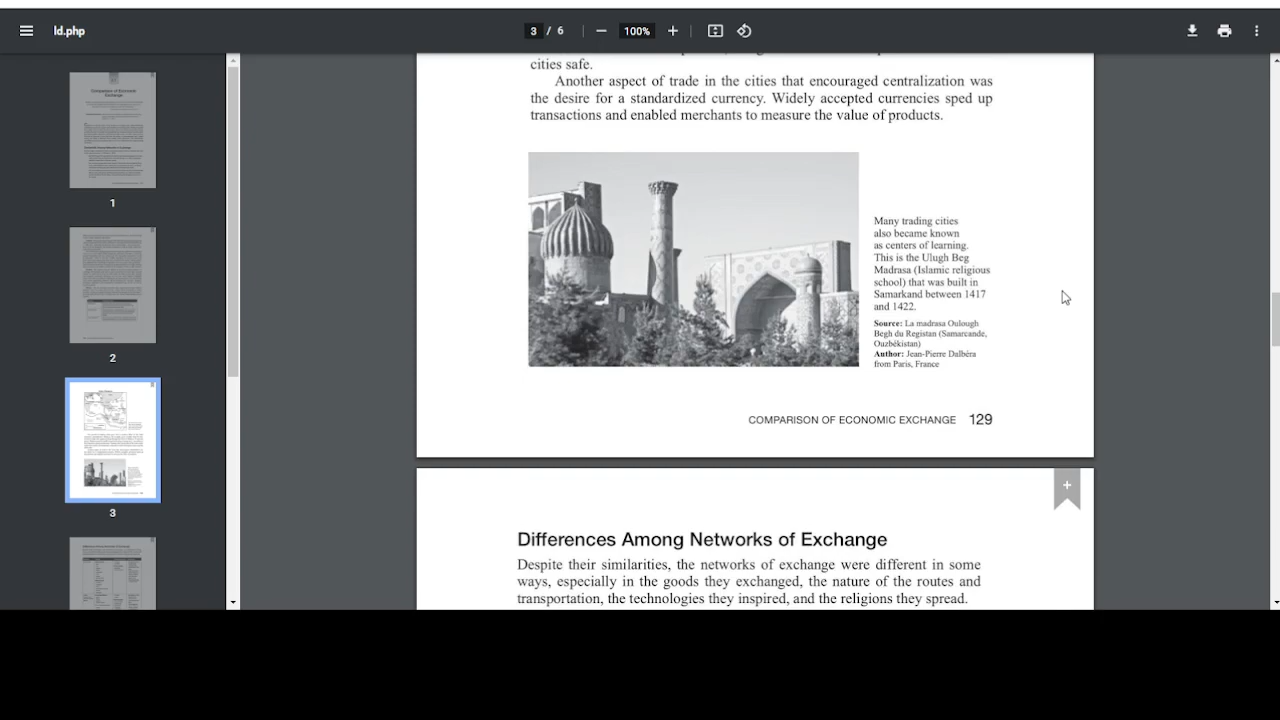 ld.php
3 / 6
100%
1
2
3
cities safe.
Another aspect of trade in the cities that encouraged centralization was
the desire for a standardized currency. Widely accepted currencies sped up
transactions and enabled merchants to measure the value of products.
Many trading cities
also became known
as centers of learning.
This is the Ulugh Beg
Madrasa (Islamic religious
school) that was built in
Samarkand between 1417
and 1422.
Source: La madrasa Oulough
Begh du Registan (Samarcande,
Ouzbékistan)
Author: Jean-Pierre Dalbéra
from Paris, France
COMPARISON OF ECONOMIC EXCHANGE 129
Differences Among Networks of Exchange
Despite their similarities, the networks of exchange were different in some
ways, especially in the goods they exchanged, the nature of the routes and
transportation, the technologies they inspired, and the religions they spread.